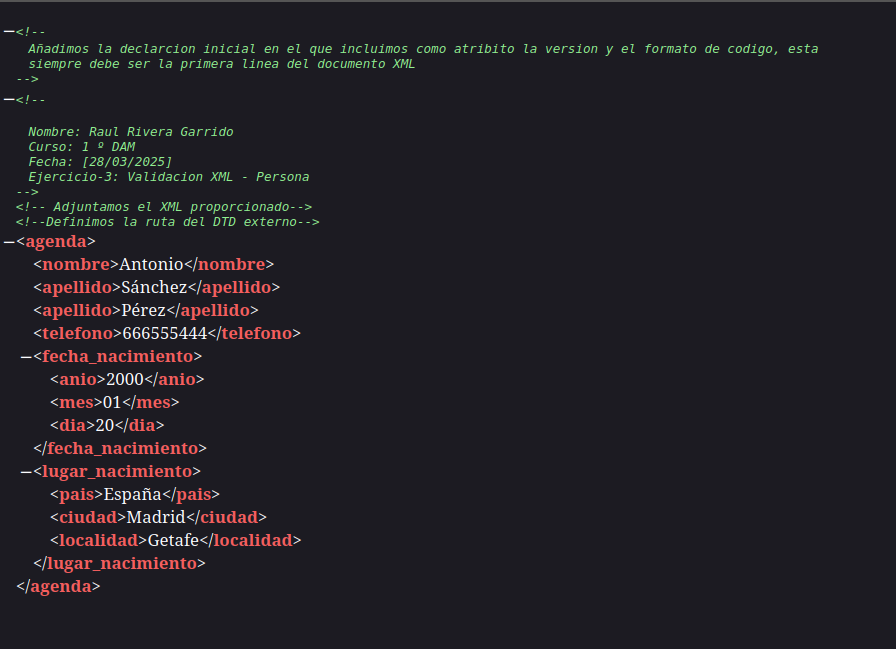 <!--
Añadimos la declarcion inicial en el que incluimos como atribito la version y el formato de codigo, esta
siempre debe ser la primera linea del documento XML
-->
<!--
Nombre: Raul Rivera Garrido
Curso: 1 º DAM
Fecha: [28/03/2025]
Ejercicio-3: Validacion XML - Persona
-->
<!-- Adjuntamos el XML proporcionado-->
<!--Definimos la ruta del DTD externo-->
<agenda>
<nombre>Antonio</nombre>
<apellido>Sánchez</apellido>
<apellido>Pérez</apellido>
<telefono>666555444</telefono>
<fecha_nacimiento>
<anio>2000</anio>
<mes>01</mes>
<dia>20</dia>
</fecha_nacimiento>
<lugar_nacimiento>
<pais>España</pais>
<ciudad>Madrid</ciudad>
<localidad>Getafe</localidad>
</lugar_nacimiento>
</agenda>